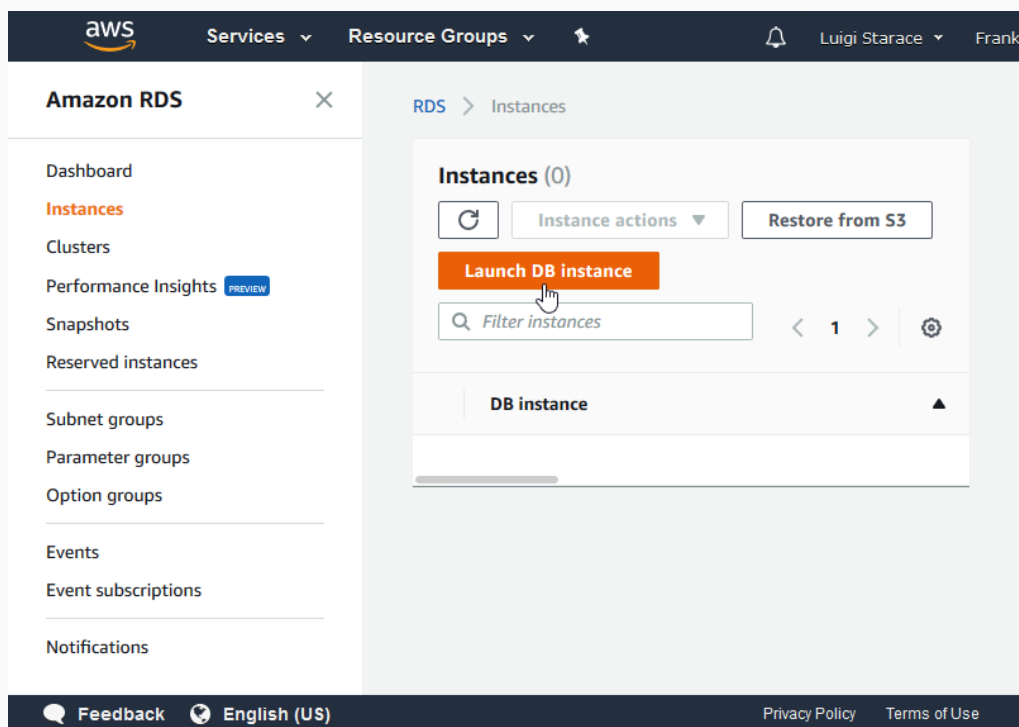 aws Services Resource Groups Luigi Starace Frank
Amazon RDS
Dashboard
Instances
Clusters
Performance Insights PREVIEW
Snapshots
Reserved instances
Subnet groups
Parameter groups
Option groups
Events
Event subscriptions
Notifications
RDS > Instances
Instances (0)
Instance actions Restore from S3
Launch DB instance
Filter instances 1
DB instance
Feedback English (US) Privacy Policy Terms of Use